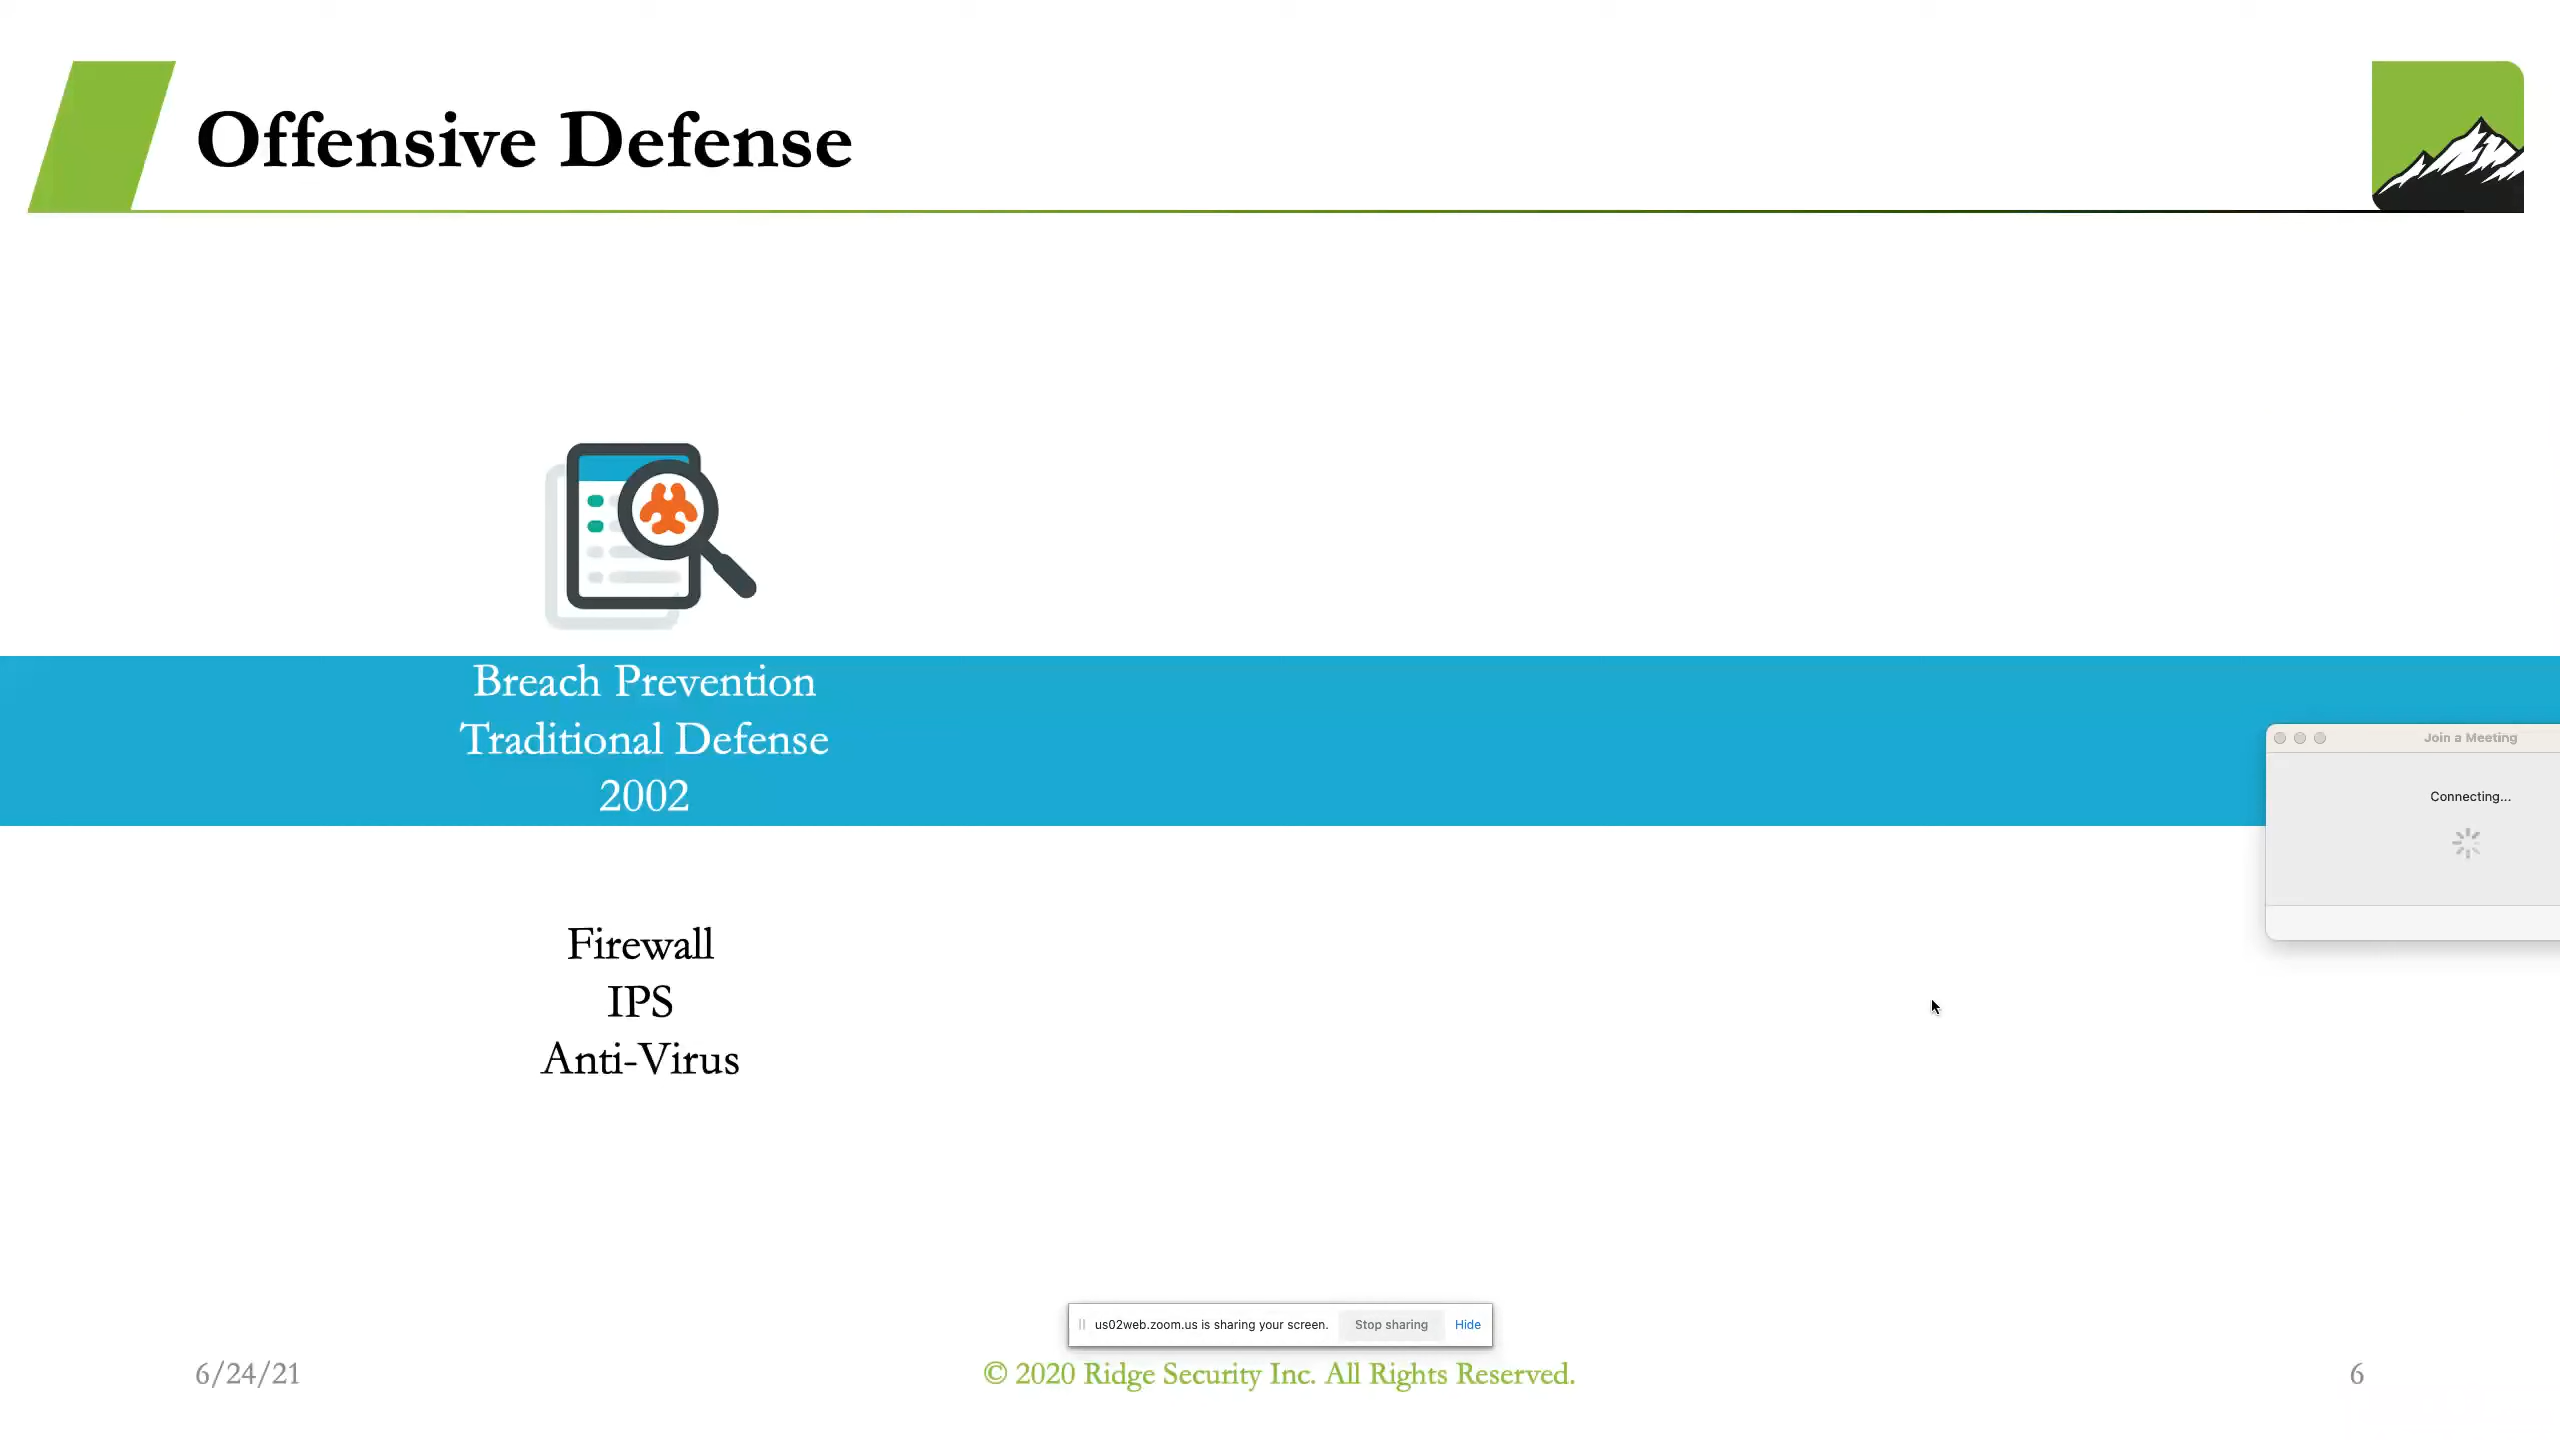 Offensive Defense
Breach Prevention
Traditional Defense
2002
Join a Meeting
Connecting...
Firewall
IPS
Anti-Virus
us02web.zoom.us is sharing your screen. Stop sharing Hide
6/24/21
© 2020 Ridge Security Inc. All Rights Reserved.
6